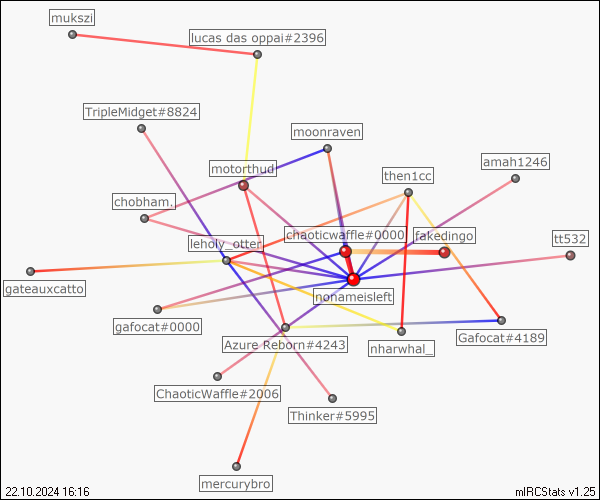 mukszi
lucas das oppai#2396
TripleMidget#8824
moonraven
motorthud
then1cc
amah1246
chobham.
chaoticwaffle#0000
fakedingo
leholy_otter
tt532
gateauxcatto
nonameisleft
gafocat#0000
Azure Reborn#4243
nharwhal_
Gafocat#4189
ChaoticWaffle#2006
Thinker#5995
mercurybro
22.10.2024 16:16
mIRCStats v1.25